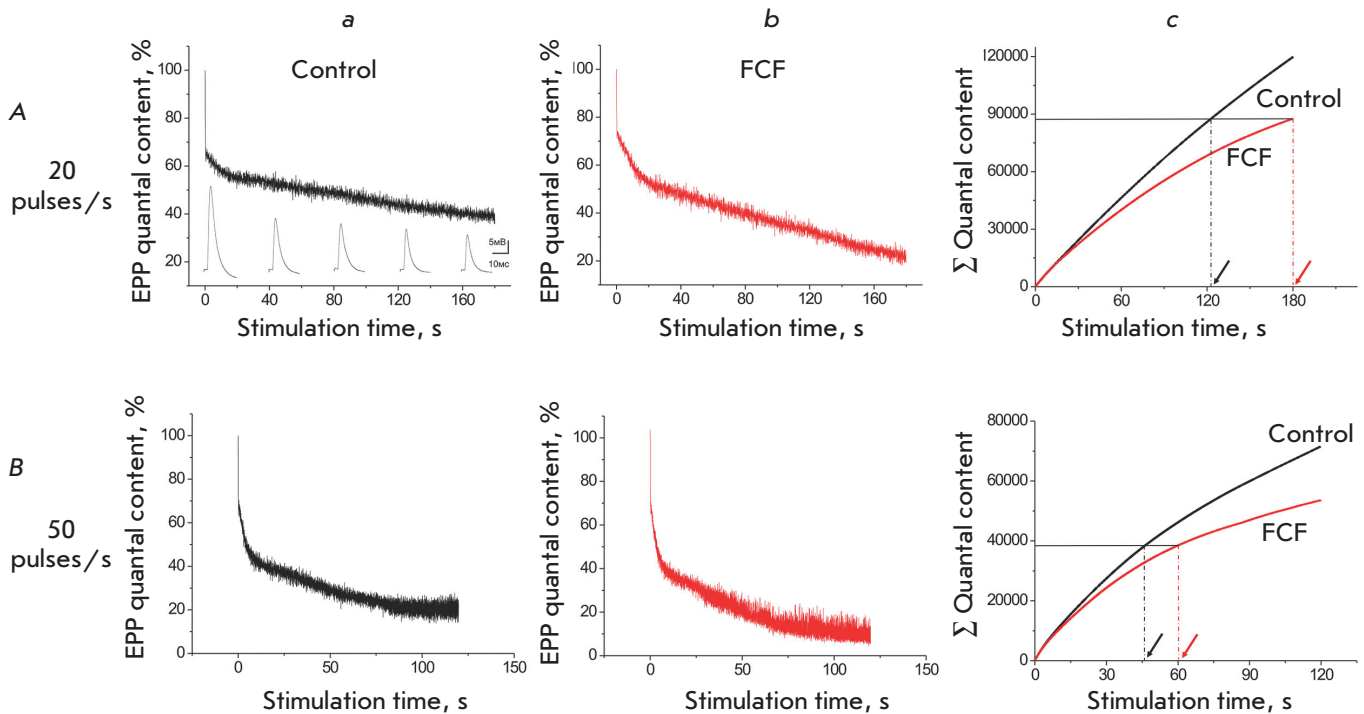 a
b
c
A
20
pulses/s
EPP quantal content, %
100
80
60
40
20
Control
5мВ
10мс
0 40 80 120 160
Stimulation time, s
EPP quantal content, %
100
80
60
40
20
FCF
0 40 80 120 160
Stimulation time, s
Σ Quantal content
120000
90000
60000
30000
0
Control
FCF
0 60 120 180
Stimulation time, s
B
50
pulses/s
EPP quantal content, %
100
80
60
40
20
0
0 50 100 150
Stimulation time, s
EPP quantal content, %
100
80
60
40
20
0
0 50 100 150
Stimulation time, s
Σ Quantal content
80000
60000
40000
20000
0
Control
FCF
0 30 60 90 120
Stimulation time, s